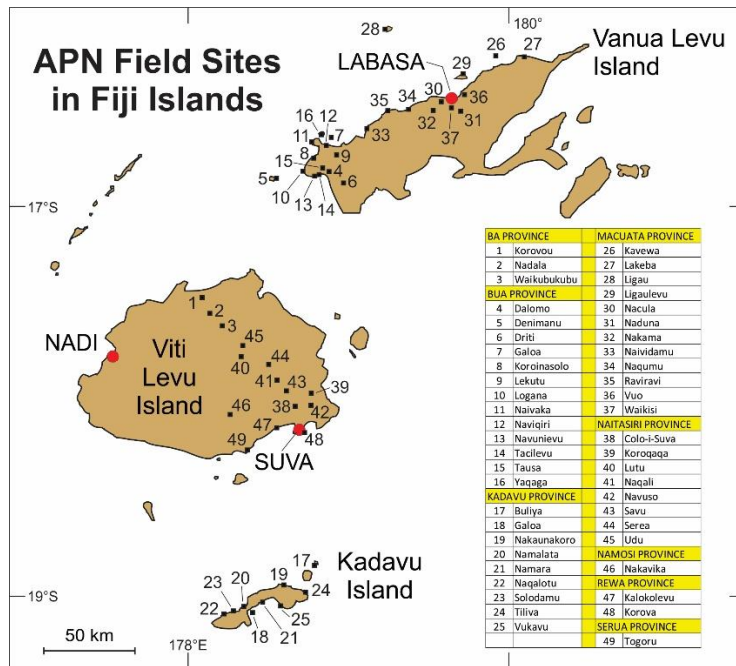 APN Field Sites
in Fiji Islands
180°
Vanua Levu
Island
LABASA
28
29
26
27
30
36
35
34
32
31
37
33
16
12
11
7
8
9
15
4
5
10
6
13
14
17°S
1
2
3
45
NADI
Viti
Levu
Island
40
44
41
43
39
38
42
46
47
48
49
SUVA
17
Kadavu
Island
19
24
23
20
22
18
21
25
19°S
50 km
178°E
BA PROVINCE
1 Korovou
2 Nadala
3 Waikubukubu
BUA PROVINCE
4 Dalomo
5 Denimanu
6 Driti
7 Galoa
8 Koroinasolo
9 Lekutu
10 Logana
11 Naivaka
12 Naviqiri
13 Navunievu
14 Tacilevu
15 Tausa
16 Yaqaga
KADAVU PROVINCE
17 Buliya
18 Galoa
19 Nakaunakoro
20 Namalata
21 Namara
22 Naqalotu
23 Solodamu
24 Tiliva
25 Vukavu
MACUATA PROVINCE
26 Kavewa
27 Lakeba
28 Ligau
29 Ligaulevu
30 Nacula
31 Naduna
32 Nakama
33 Naividamu
34 Naqumu
35 Raviravi
36 Vuo
37 Waikisi
NAITASIRI PROVINCE
38 Colo-i-Suva
39 Koroqaqa
40 Lutu
41 Naqali
42 Navuso
43 Savu
44 Serea
45 Udu
NAMOSI PROVINCE
46 Nakavika
REWA PROVINCE
47 Kalokolevu
48 Korova
SERUA PROVINCE
49 Togoru